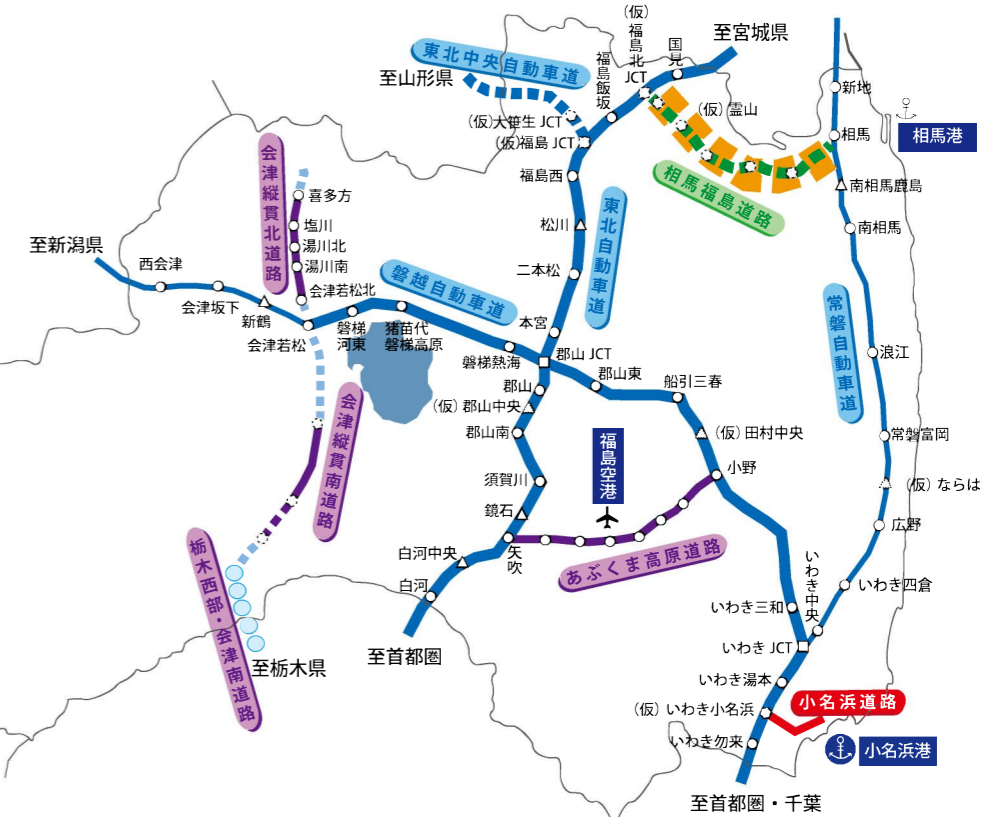 (仮)
福島北
JCT
国見
至宮城県
東北中央自動車道
至山形県
福島飯坂
(仮)大笹生 JCT
(仮)福島 JCT
(仮)霊山
新地
相馬
相馬港
相馬福島道路
南相馬鹿島
南相馬
福島西
松川
東北自動車道
二本松
本宮
会津縦貫北道路
喜多方
塩川
湯川北
湯川南
会津若松北
至新潟県
西会津
会津坂下
新鶴
会津若松
磐越自動車道
磐梯
河東
猪苗代
磐梯高原
磐梯熱海
郡山 JCT
郡山東
船引三春
郡山
(仮)郡山中央
郡山南
(仮)田村中央
小野
常磐自動車道
浪江
常磐富岡
(仮)ならは
広野
会津縦貫南道路
須賀川
鏡石
福島空港
矢吹
あぶくま高原道路
白河中央
白河
至首都圏
栃木西部・会津南道路
至栃木県
いわき中央
いわき四倉
いわき三和
いわき JCT
いわき湯本
(仮)いわき小名浜
小名浜道路
いわき勿来
小名浜港
至首都圏・千葉